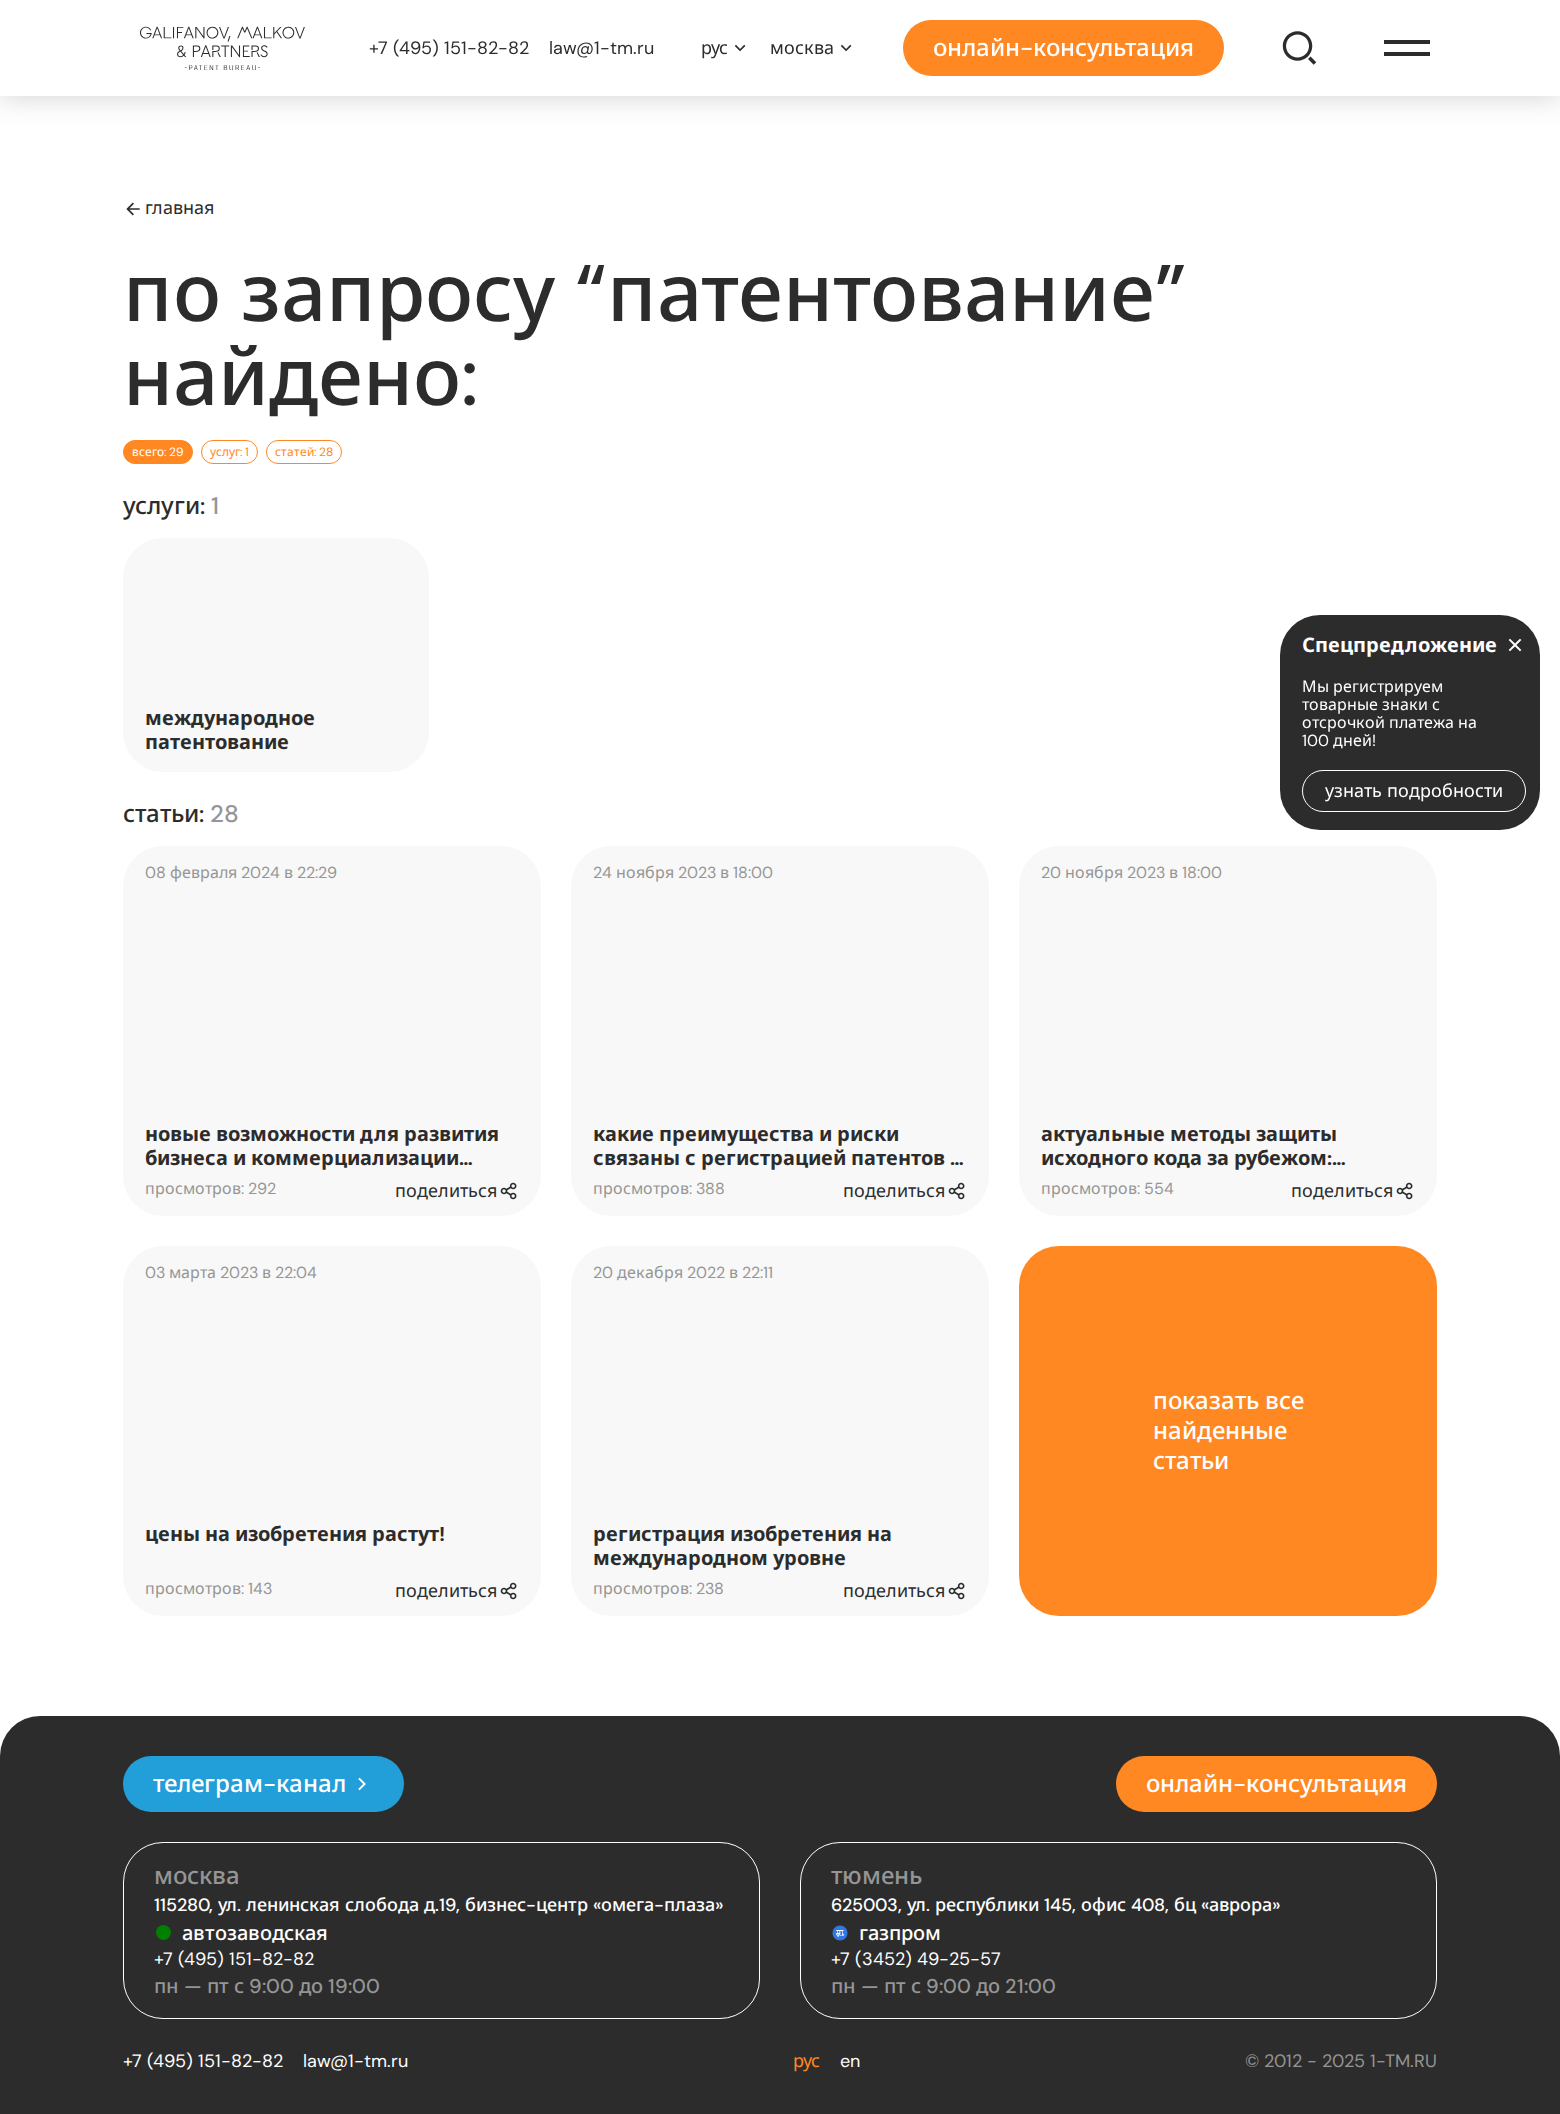 GALIFANOV, MALKOV
& PARTNERS
-PATENT BUREAU-
+7 (495) 151-82-82 law@1-tm.ru
рус
москва
онлайн-консультация
главная
по запросу “патентование”
найдено:
всего: 29
услуг: 1
статей: 28
услуги: 1
международное
патентование
Спецпредложение
Мы регистрируем
товарные знаки с
отсрочкой платежа на
100 дней!
узнать подробности
статьи: 28
08 февраля 2024 в 22:29
новые возможности для развития
бизнеса и коммерциализации...
просмотров: 292
поделиться
24 ноября 2023 в 18:00
какие преимущества и риски
связаны с регистрацией патентов ...
просмотров: 388
поделиться
20 ноября 2023 в 18:00
актуальные методы защиты
исходного кода за рубежом:...
просмотров: 554
поделиться
03 марта 2023 в 22:04
цены на изобретения растут!
просмотров: 143
поделиться
20 декабря 2022 в 22:11
регистрация изобретения на
международном уровне
просмотров: 238
поделиться
показать все
найденные
статьи
телеграм-канал
онлайн-консультация
москва
115280, ул. ленинская слобода д.19, бизнес-центр «омега-плаза»
автозаводская
+7 (495) 151-82-82
пн — пт с 9:00 до 19:00
тюмень
625003, ул. республики 145, офис 408, бц «аврора»
газпром
+7 (3452) 49-25-57
пн — пт с 9:00 до 21:00
+7 (495) 151-82-82 law@1-tm.ru
рус en
© 2012 - 2025 1-TM.RU